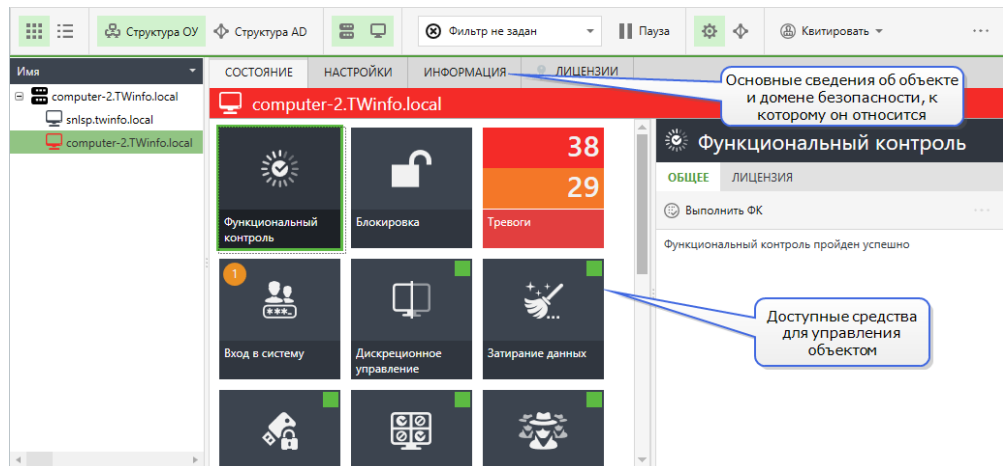 Структура ОУ
Структура AD
Фильтр не задан
Пауза
Квитировать
Имя
computer-2.TWinfo.local
snlsp.twinfo.local
computer-2.TWinfo.local
СОСТОЯНИЕ
НАСТРОЙКИ
ИНФОРМАЦИЯ
ЛИЦЕНЗИИ
Основные сведения об объекте
и домене безопасности, к
которому он относится
computer-2.TWinfo.local
Функциональный
контроль
Блокировка
38
29
Тревоги
1
***_
Вход в систему
Дискреционное
управление
Затирание данных
Функциональный контроль
ОБЩЕЕ
ЛИЦЕНЗИЯ
Выполнить ФК
Функциональный контроль пройден успешно
Доступные средства
для управления
объектом